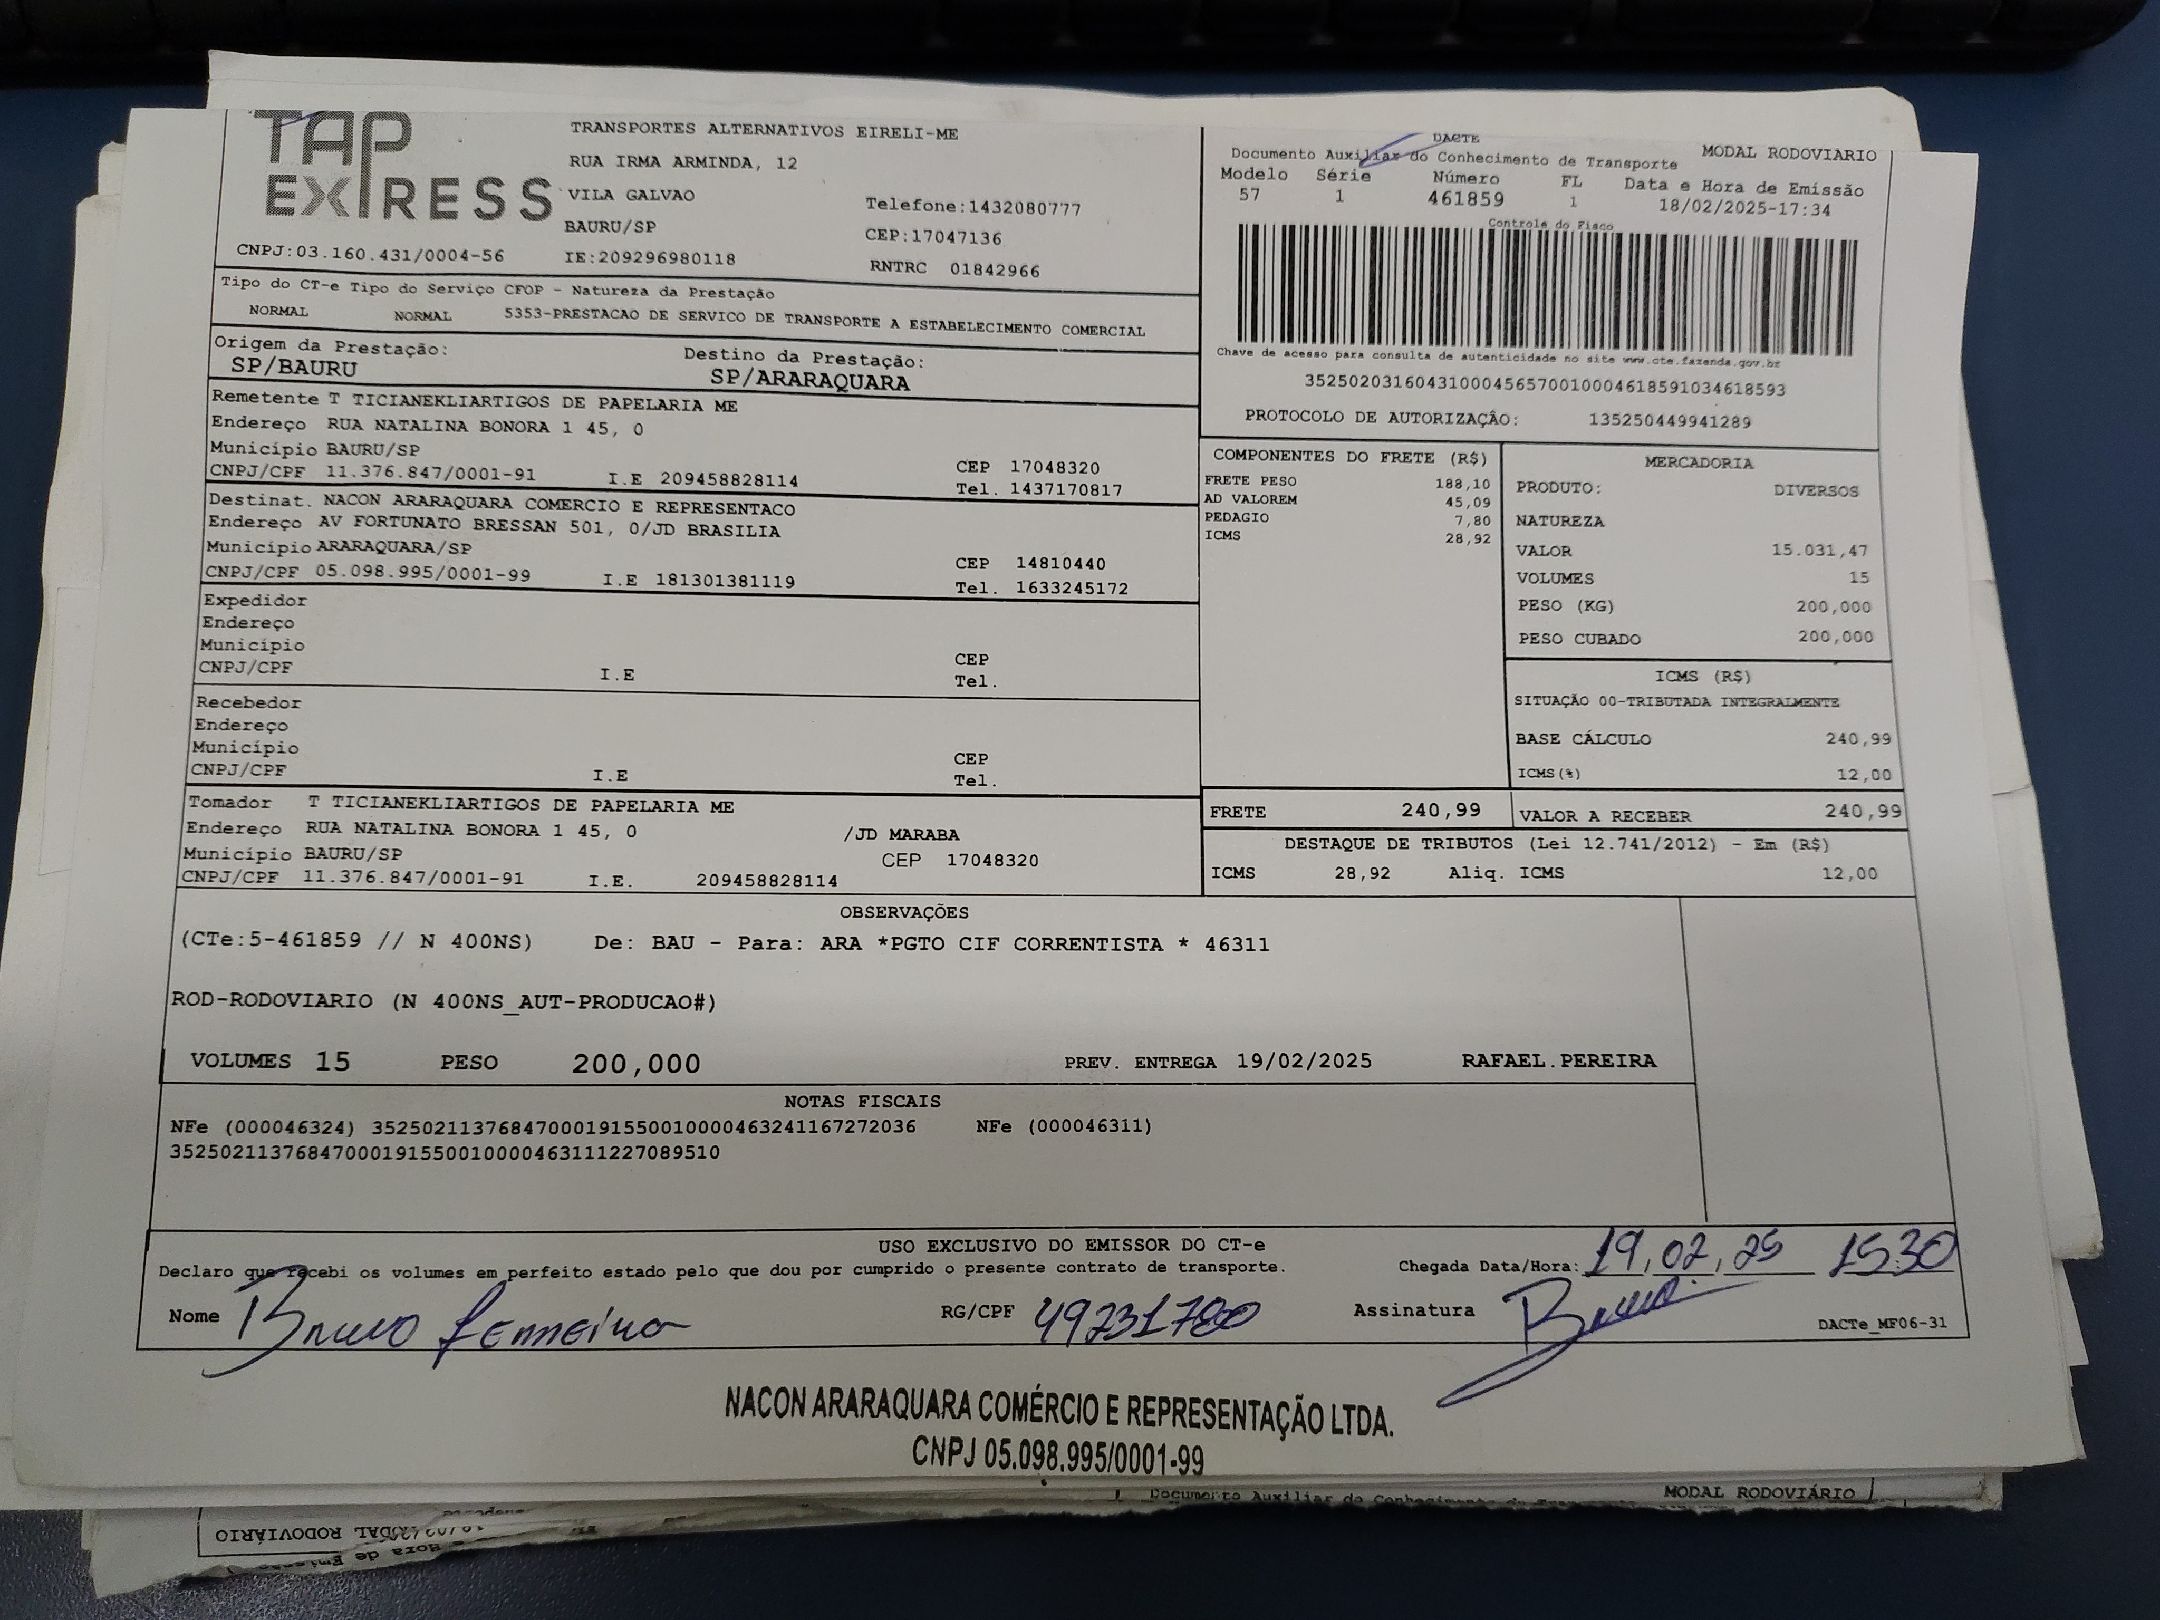 TAP EXPRESS
TRANSPORTES ALTERNATIVOS EIRELI-ME
RUA IRMA ARMINDA, 12
VILA GALVAO Telefone:1432080777
BAURU/SP CEP:17047136
CNPJ:03.160.431/0004-56 IE:209296980118 RNTRC 01842966
DACTE
Documento Auxiliar do Conhecimento de Transporte MODAL RODOVIARIO
Modelo Série Número FL Data e Hora de Emissão
57 1 461859 1 18/02/2025-17:34
Controle do Fisco
Chave de acesso para consulta de autenticidade no site www.cte.fazenda.gov.br
35250203160431000456570010004618591034618593
PROTOCOLO DE AUTORIZAÇÃO: 135250449941289
Tipo do CT-e Tipo do Serviço CFOP - Natureza da Prestação
NORMAL NORMAL 5353-PRESTACAO DE SERVICO DE TRANSPORTE A ESTABELECIMENTO COMERCIAL
Origem da Prestação: Destino da Prestação:
SP/BAURU SP/ARARAQUARA
Remetente T TICIANEKLIARTIGOS DE PAPELARIA ME
Endereço RUA NATALINA BONORA 1 45, 0
Município BAURU/SP CEP 17048320
CNPJ/CPF 11.376.847/0001-91 I.E 209458828114 Tel. 1437170817
Destinat. NACON ARARAQUARA COMERCIO E REPRESENTACO
Endereço AV FORTUNATO BRESSAN 501, 0/JD BRASILIA
Município ARARAQUARA/SP CEP 14810440
CNPJ/CPF 05.098.995/0001-99 I.E 181301381119 Tel. 1633245172
Expedidor
Endereço
Município CEP
CNPJ/CPF I.E Tel.
Recebedor
Endereço
Município CEP
CNPJ/CPF I.E Tel.
Tomador T TICIANEKLIARTIGOS DE PAPELARIA ME
Endereço RUA NATALINA BONORA 1 45, 0 /JD MARABA
Município BAURU/SP CEP 17048320
CNPJ/CPF 11.376.847/0001-91 I.E. 209458828114
COMPONENTES DO FRETE (R$)
FRETE PESO 188,10
AD VALOREM 45,09
PEDAGIO 7,80
ICMS 28,92
MERCADORIA
PRODUTO: DIVERSOS
NATUREZA
VALOR 15.031,47
VOLUMES 15
PESO (KG) 200,000
PESO CUBADO 200,000
ICMS (R$)
SITUAÇÃO 00-TRIBUTADA INTEGRALMENTE
BASE CÁLCULO 240,99
ICMS(%) 12,00
FRETE 240,99 VALOR A RECEBER 240,99
DESTAQUE DE TRIBUTOS (Lei 12.741/2012) - Em (R$)
ICMS 28,92 Aliq. ICMS 12,00
OBSERVAÇÕES
(CTe:5-461859 // N 400NS) De: BAU - Para: ARA *PGTO CIF CORRENTISTA * 46311
ROD-RODOVIARIO (N 400NS_AUT-PRODUCAO#)
VOLUMES 15 PESO 200,000 PREV. ENTREGA 19/02/2025 RAFAEL.PEREIRA
NOTAS FISCAIS
NFe (000046324) 35250211376847000191550010000463241167272036 NFe (000046311)
35250211376847000191550010000463111227089510
USO EXCLUSIVO DO EMISSOR DO CT-e
Declaro que recebi os volumes em perfeito estado pelo que dou por cumprido o presente contrato de transporte. Chegada Data/Hora: 19,02,25 15:30
Nome Bruno Ferreira RG/CPF 49231780 Assinatura Bruno
DACTe_MF06-31
NACON ARARAQUARA COMÉRCIO E REPRESENTAÇÃO LTDA.
CNPJ 05.098.995/0001-99
MODAL RODOVIÁRIO
MODAL RODOVIÁRIO